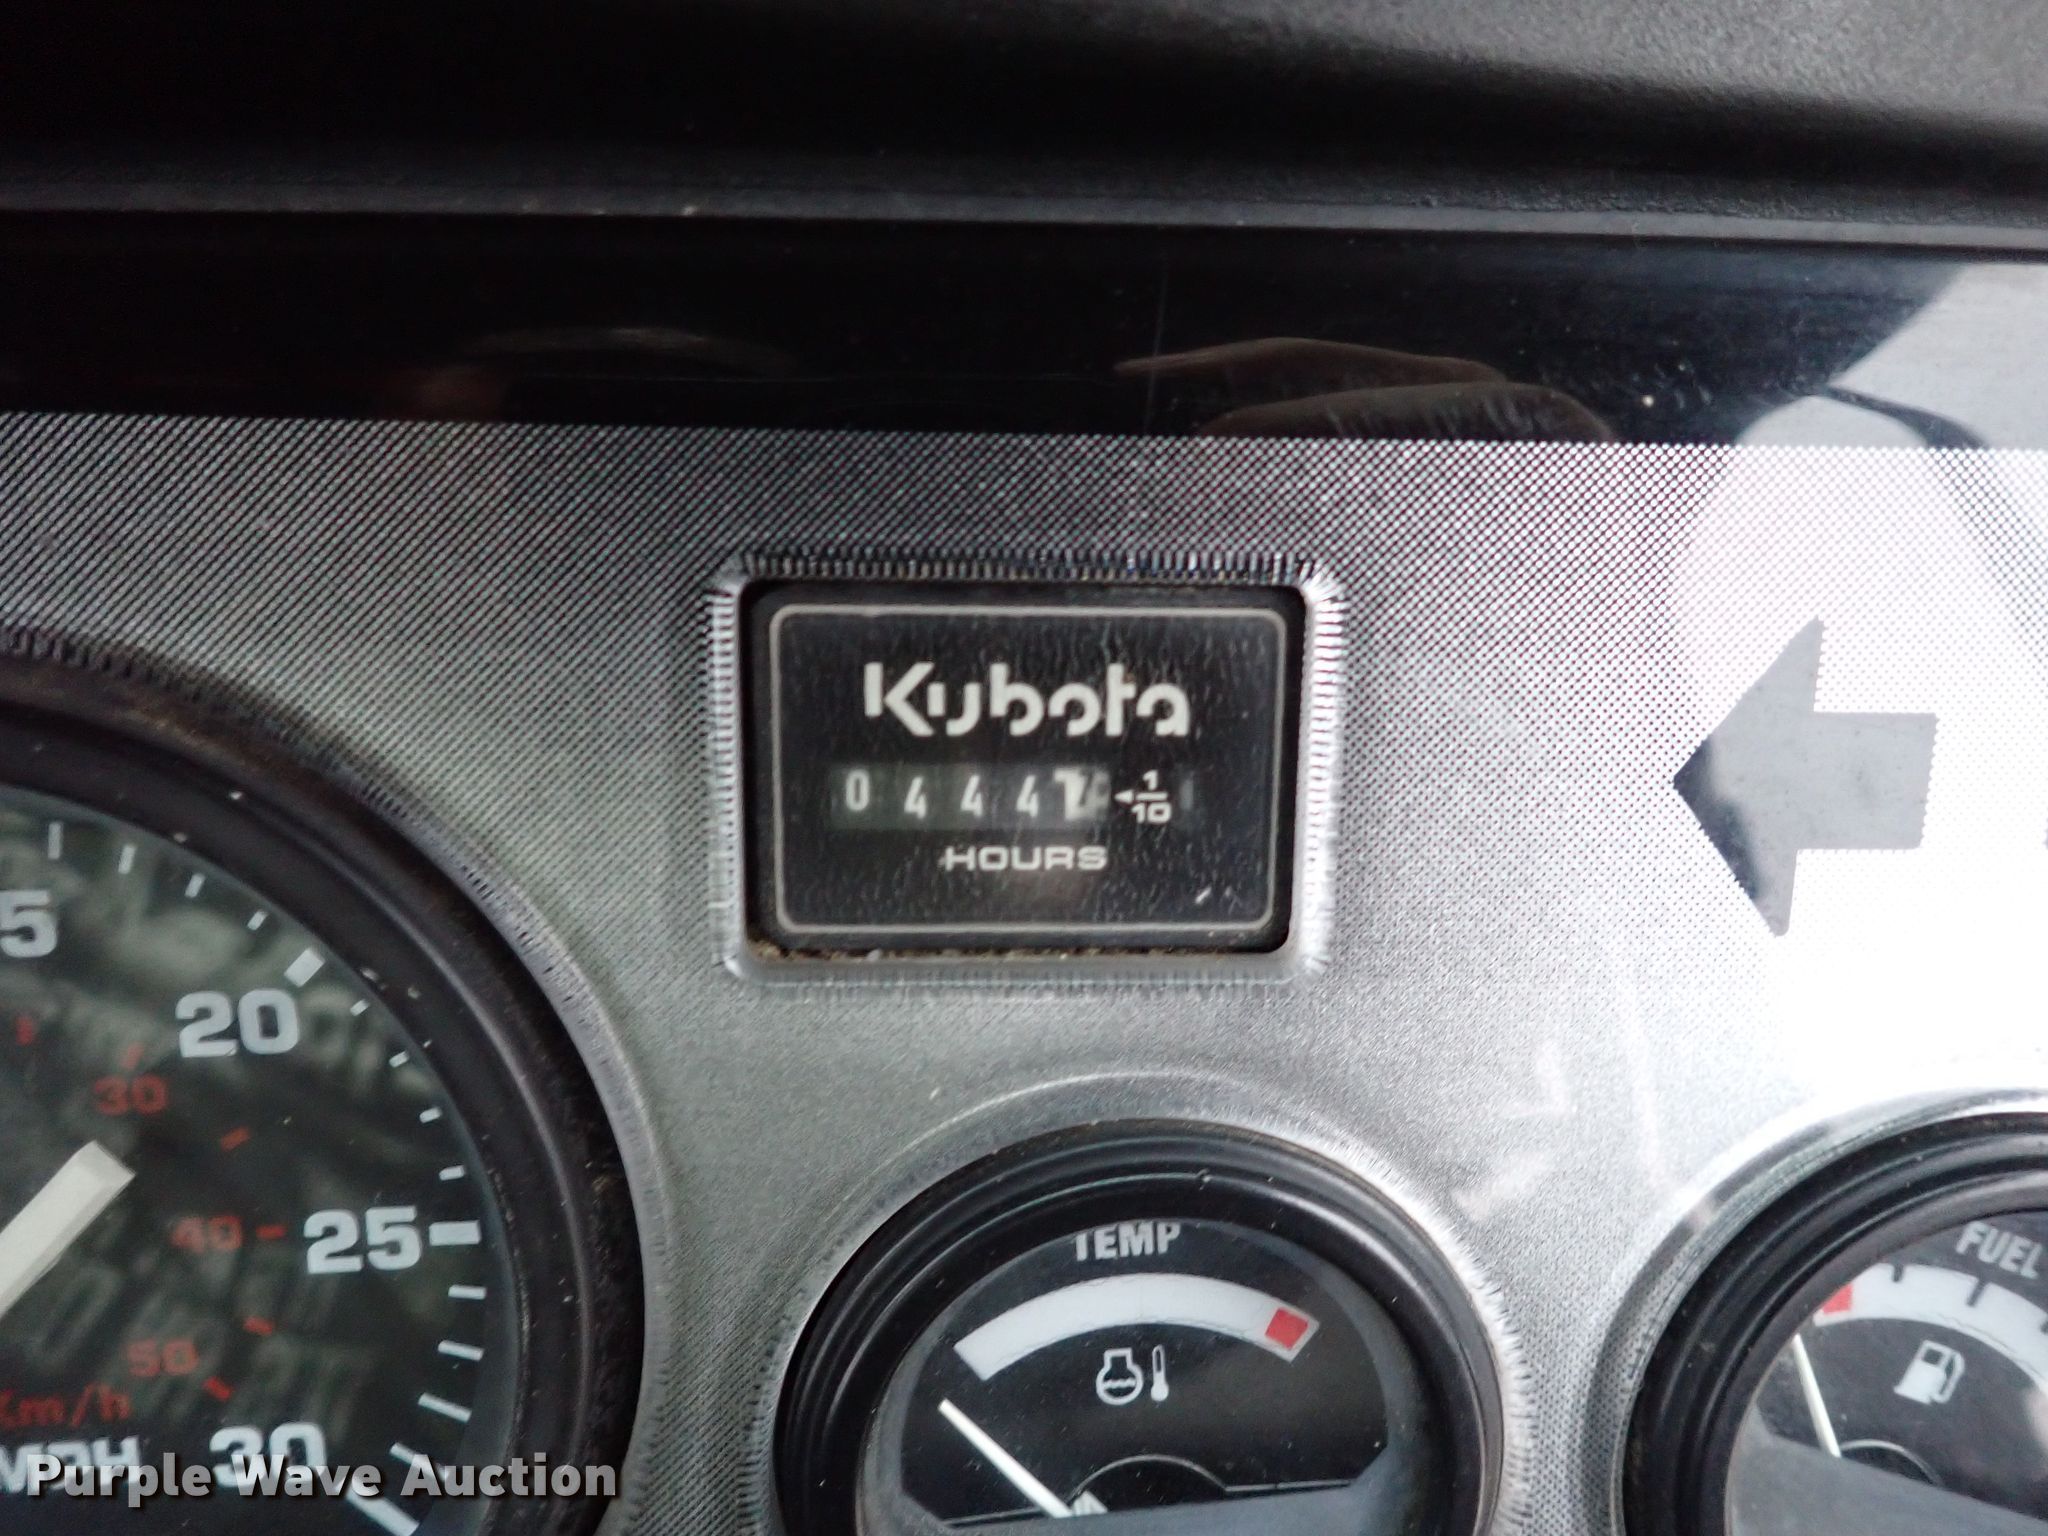 Kubota
0 4 4 4
1/10
HOURS
5
20
30
40
25
50
Km/h
MPH
30
TEMP
FUEL
Purple Wave Auction